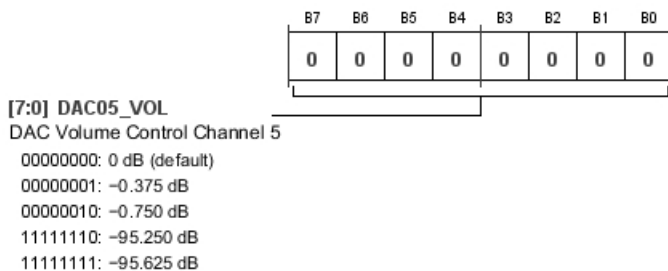 B7 B6 B5 B4 B3 B2 B1 B0
0 0 0 0 0 0 0 0
[7:0] DAC05_VOL
DAC Volume Control Channel 5
00000000: 0 dB (default)
00000001: −0.375 dB
00000010: −0.750 dB
11111110: −95.250 dB
11111111: −95.625 dB